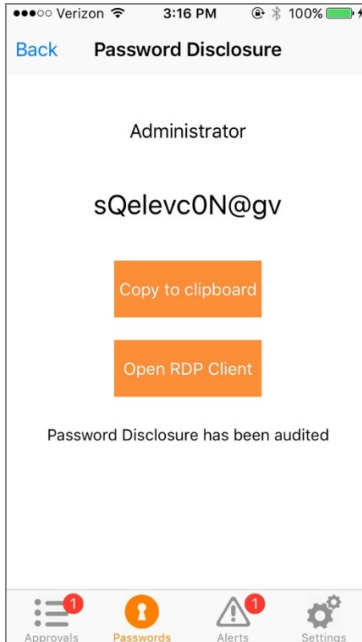 Verizon 3:16 PM 100%
Back Password Disclosure
Administrator
sQelevc0N@gv
Copy to clipboard
Open RDP Client
Password Disclosure has been audited
1 1
Approvals Passwords Alerts Settings